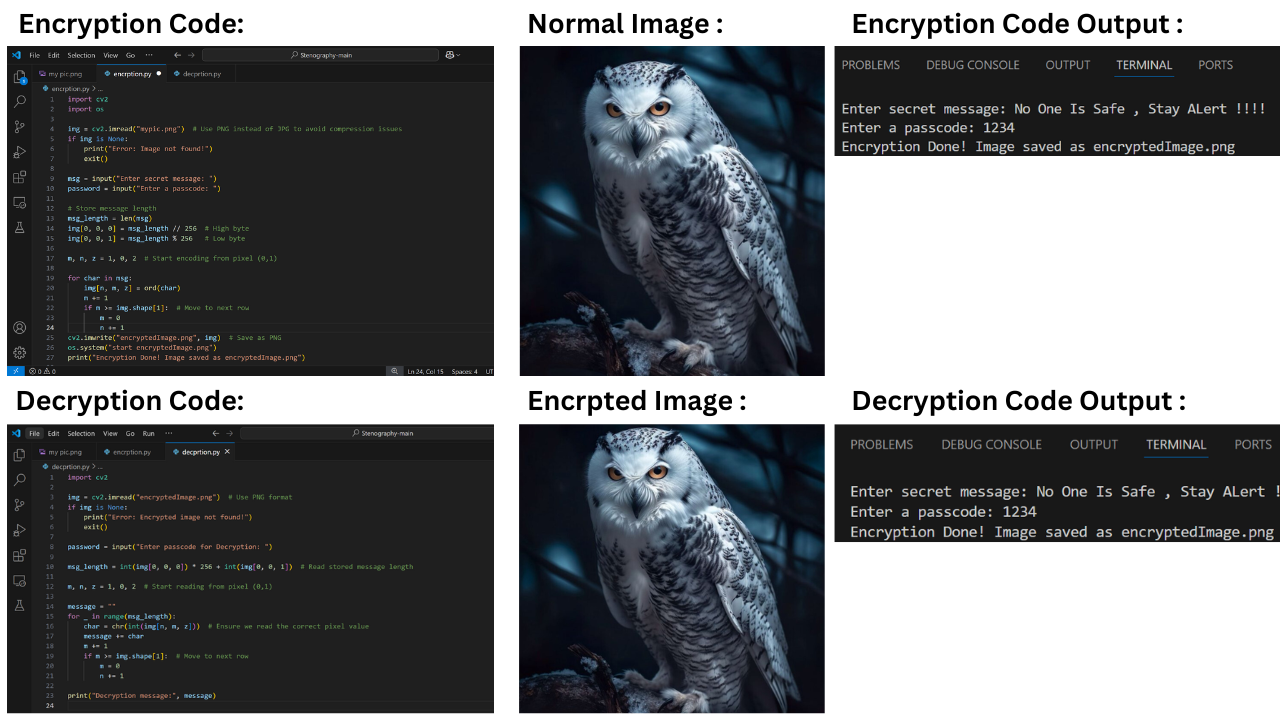 Encryption Code:
Normal Image :
Encryption Code Output :
File Edit Selection View Go ··· Stenography-main
my pic.png encrption.py decprtion.py
encrption.py > ...
1 import cv2
2 import os
3
4 img = cv2.imread("mypic.png")  # Use PNG instead of JPG to avoid compression issues
5 if img is None:
6     print("Error: Image not found!")
7     exit()
8
9 msg = input("Enter secret message: ")
10 password = input("Enter a passcode: ")
11
12 # Store message length
13 msg_length = len(msg)
14 img[0, 0, 0] = msg_length // 256  # High byte
15 img[0, 0, 1] = msg_length % 256   # Low byte
16
17 m, n, z = 1, 0, 2  # Start encoding from pixel (0,1)
18
19 for char in msg:
20     img[n, m, z] = ord(char)
21     m += 1
22     if m >= img.shape[1]:  # Move to next row
23         m = 0
24         n += 1
25 cv2.imwrite("encryptedImage.png", img)  # Save as PNG
26 os.system("start encryptedImage.png")
27 print("Encryption Done! Image saved as encryptedImage.png")
0 0 Ln 24, Col 15 Spaces: 4 UT
PROBLEMS DEBUG CONSOLE OUTPUT TERMINAL PORTS
Enter secret message: No One Is Safe , Stay ALert !!!!
Enter a passcode: 1234
Encryption Done! Image saved as encryptedImage.png
Decryption Code:
Encrpted Image :
Decryption Code Output :
File Edit Selection View Go Run ··· Stenography-main
my pic.png encrption.py decprtion.py
decprtion.py > ...
1 import cv2
2
3 img = cv2.imread("encryptedImage.png")  # Use PNG format
4 if img is None:
5     print("Error: Encrypted image not found!")
6     exit()
7
8 password = input("Enter passcode for Decryption: ")
9
10 msg_length = int(img[0, 0, 0]) * 256 + int(img[0, 0, 1])  # Read stored message length
11
12 m, n, z = 1, 0, 2  # Start reading from pixel (0,1)
13
14 message = ""
15 for _ in range(msg_length):
16     char = chr(int(img[n, m, z]))  # Ensure we read the correct pixel value
17     message += char
18     m += 1
19     if m >= img.shape[1]:  # Move to next row
20         m = 0
21         n += 1
22
23 print("Decryption message:", message)
24
PROBLEMS DEBUG CONSOLE OUTPUT TERMINAL PORTS
Enter secret message: No One Is Safe , Stay ALert !
Enter a passcode: 1234
Encryption Done! Image saved as encryptedImage.png